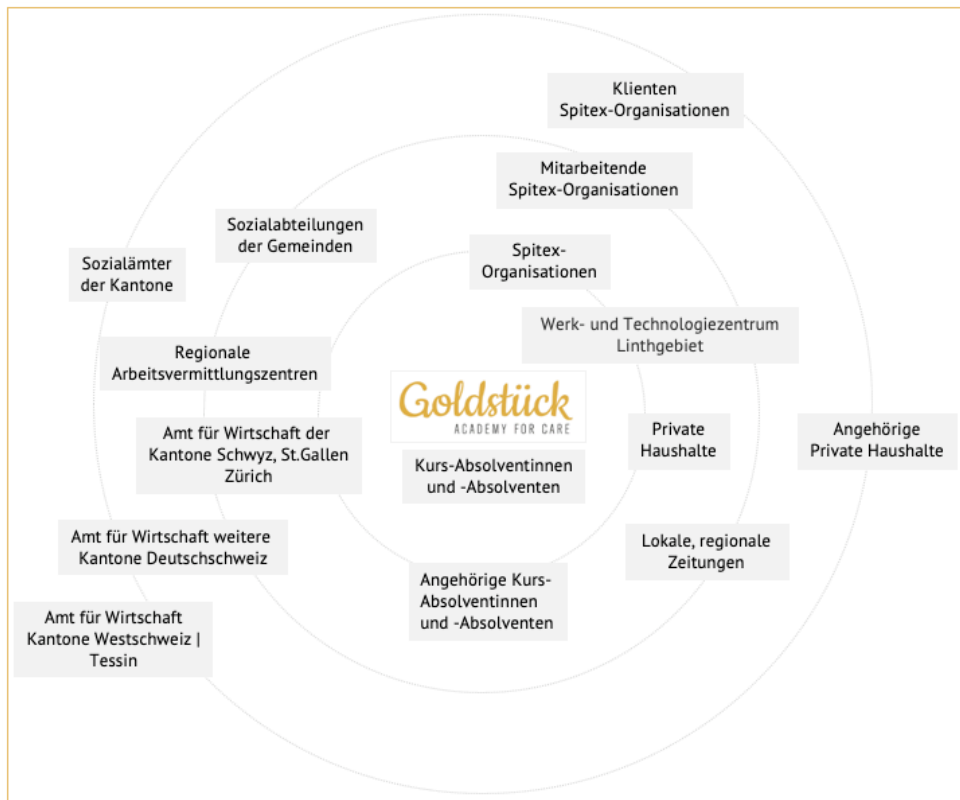 Klienten
Spitex-Organisationen
Mitarbeitende
Spitex-Organisationen
Sozialabteilungen
der Gemeinden
Spitex-
Organisationen
Sozialämter
der Kantone
Werk- und Technologiezentrum
Linthgebiet
Regionale
Arbeitsvermittlungszentren
Goldstück
ACADEMY FOR CARE
Amt für Wirtschaft der
Kantone Schwyz, St.Gallen
Zürich
Private
Haushalte
Angehörige
Private Haushalte
Kurs-Absolventinnen
und -Absolventen
Amt für Wirtschaft weitere
Kantone Deutschschweiz
Lokale, regionale
Zeitungen
Angehörige Kurs-
Absolventinnen
und -Absolventen
Amt für Wirtschaft
Kantone Westschweiz |
Tessin